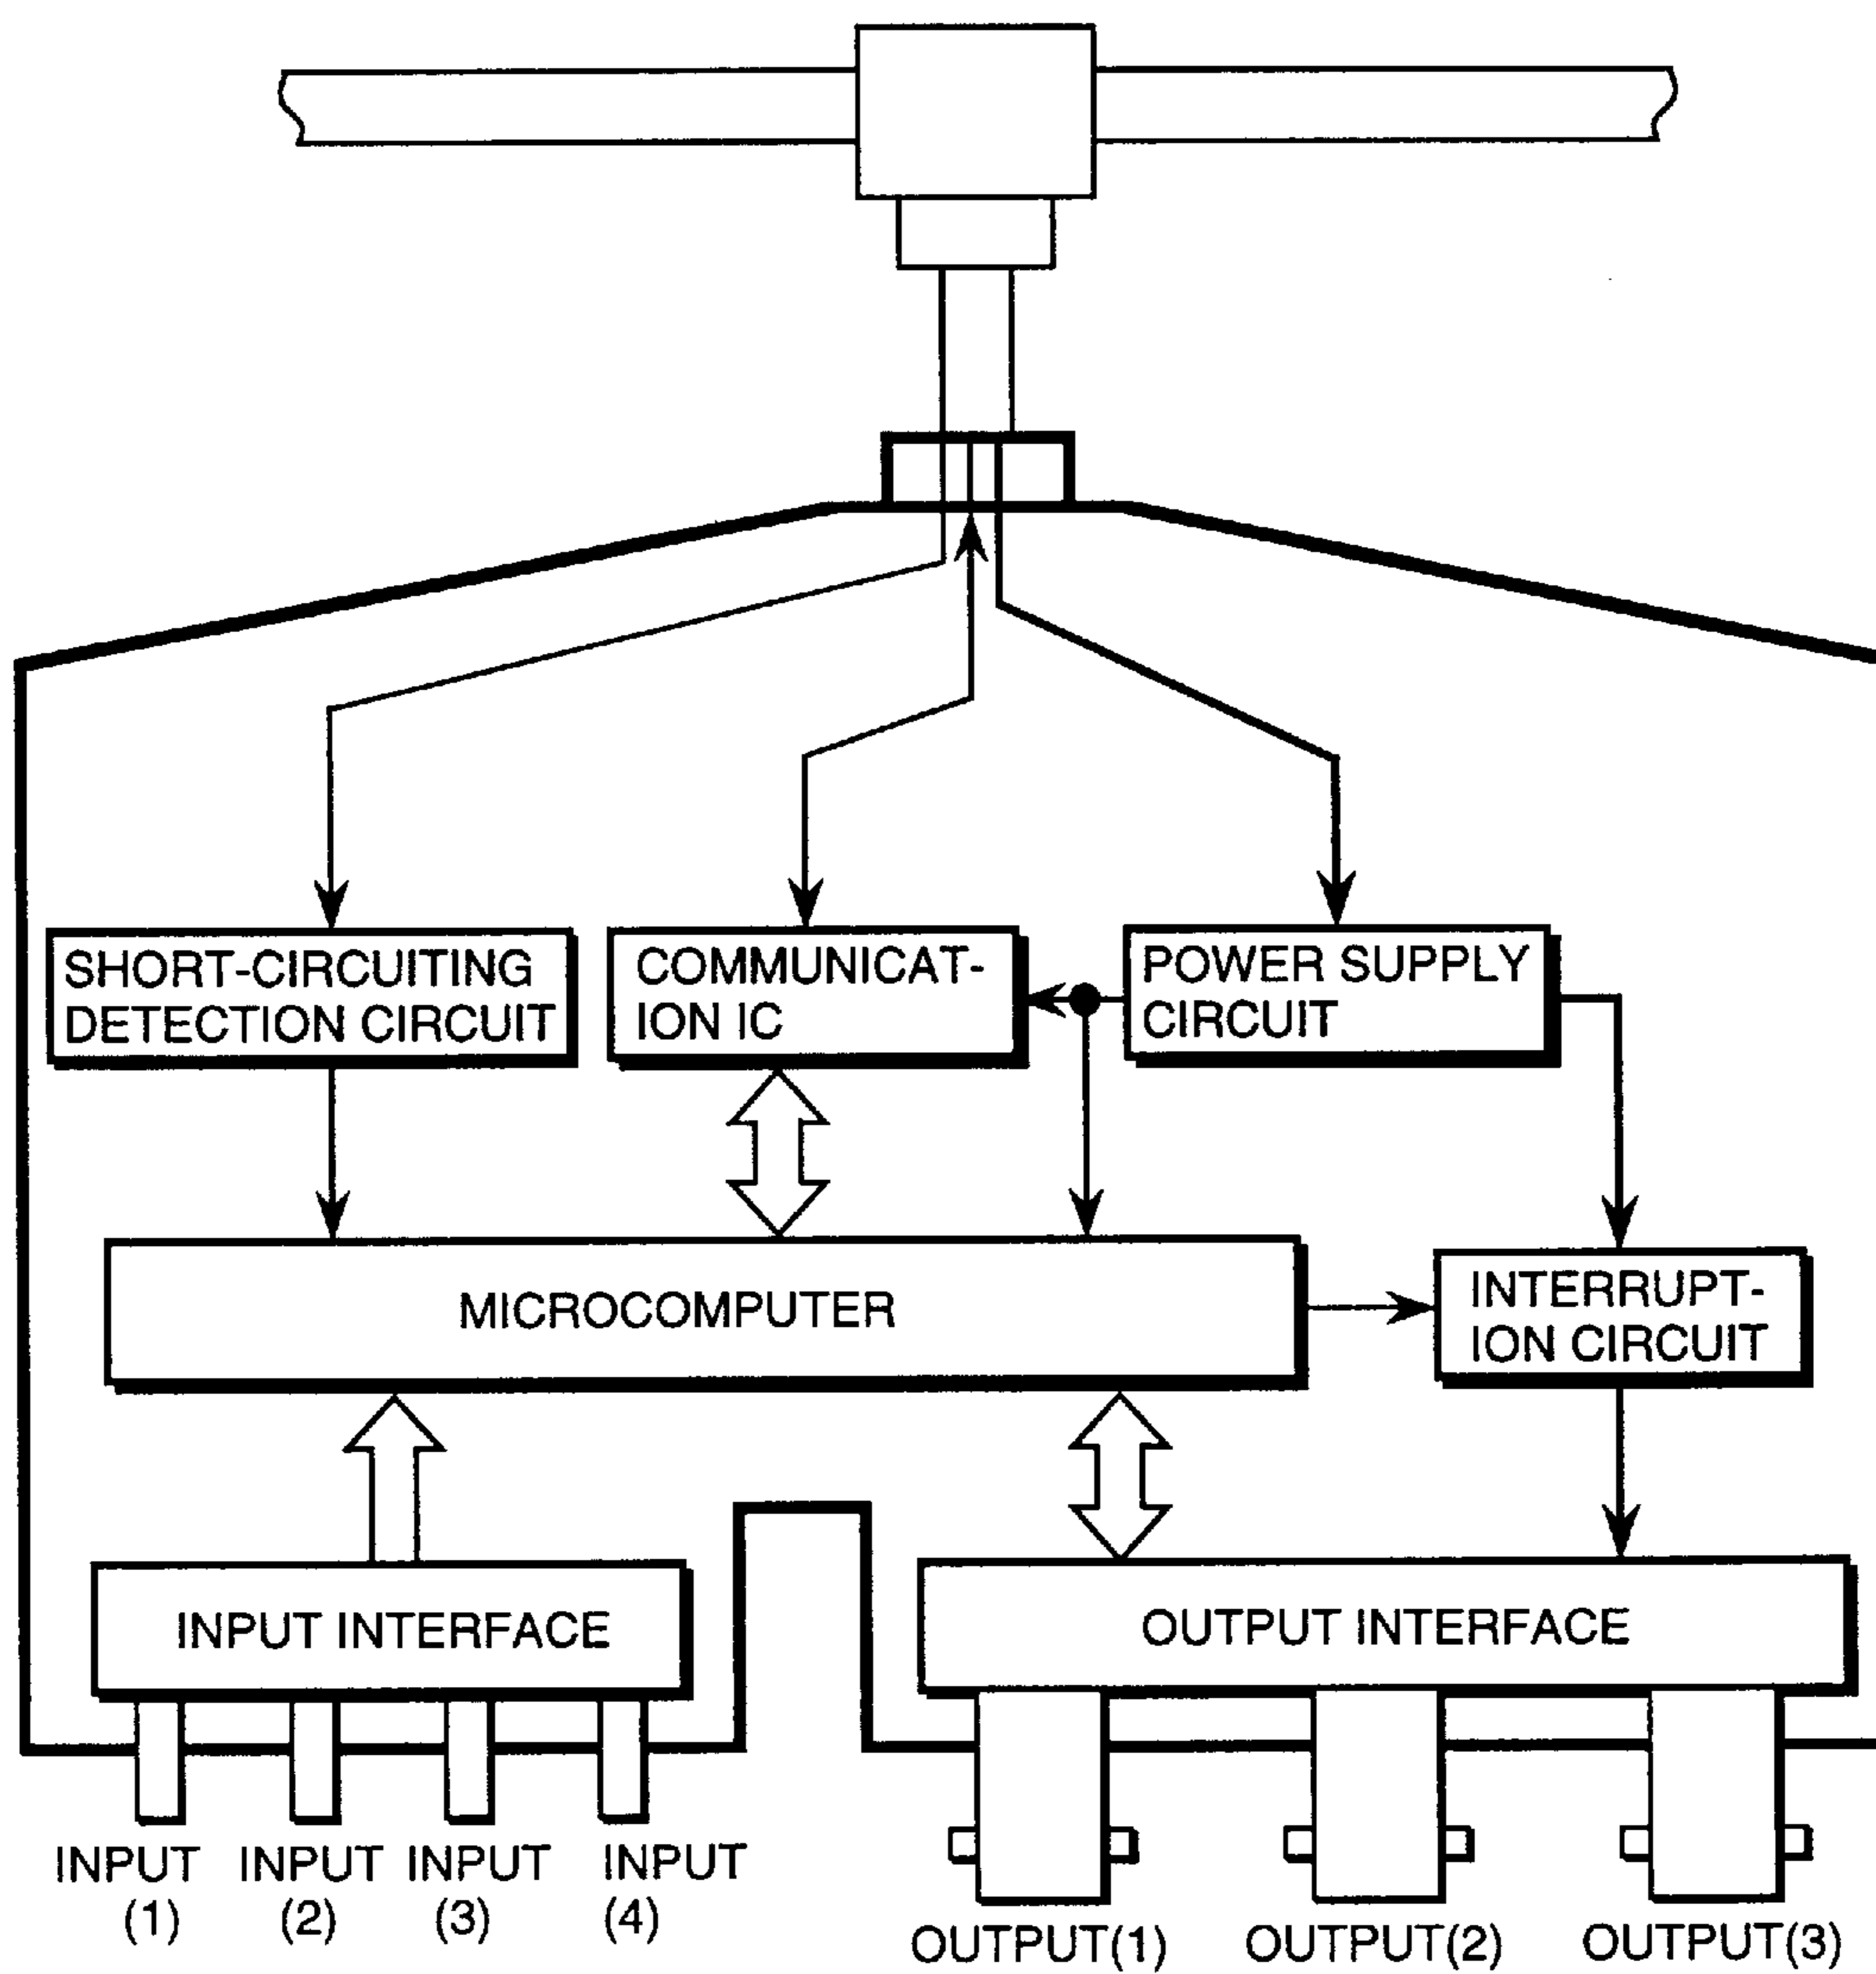 SHORT-CIRCUITING
DETECTION CIRCUIT
COMMUNICAT-
ION IC
POWER SUPPLY
CIRCUIT
MICROCOMPUTER
INTERRUPT-
ION CIRCUIT
INPUT INTERFACE
OUTPUT INTERFACE
INPUT
(1)
INPUT
(2)
INPUT
(3)
INPUT
(4)
OUTPUT(1)
OUTPUT(2)
OUTPUT(3)